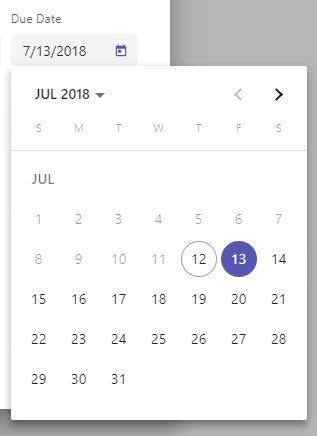 Due Date
7/13/2018
JUL 2018
S M T W T F S
JUL
1 2 3 4 5 6 7
8 9 10 11 12 13 14
15 16 17 18 19 20 21
22 23 24 25 26 27 28
29 30 31